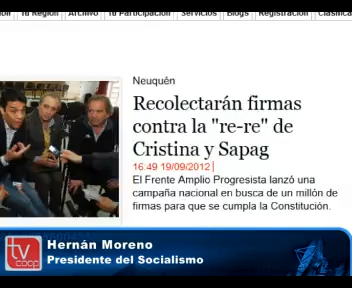 Tu Región Archivo Tu Participación Servicios Blogs Registración
Neuquén
Recolectarán firmas
contra la "re-re" de
Cristina y Sapag
16:49 19/09/2012
El Frente Amplio Progresista lanzó una
campaña nacional en busca de un millón de
firmas para que se cumpla la Constitución.
tv
coop
Hernán Moreno
Presidente del Socialismo